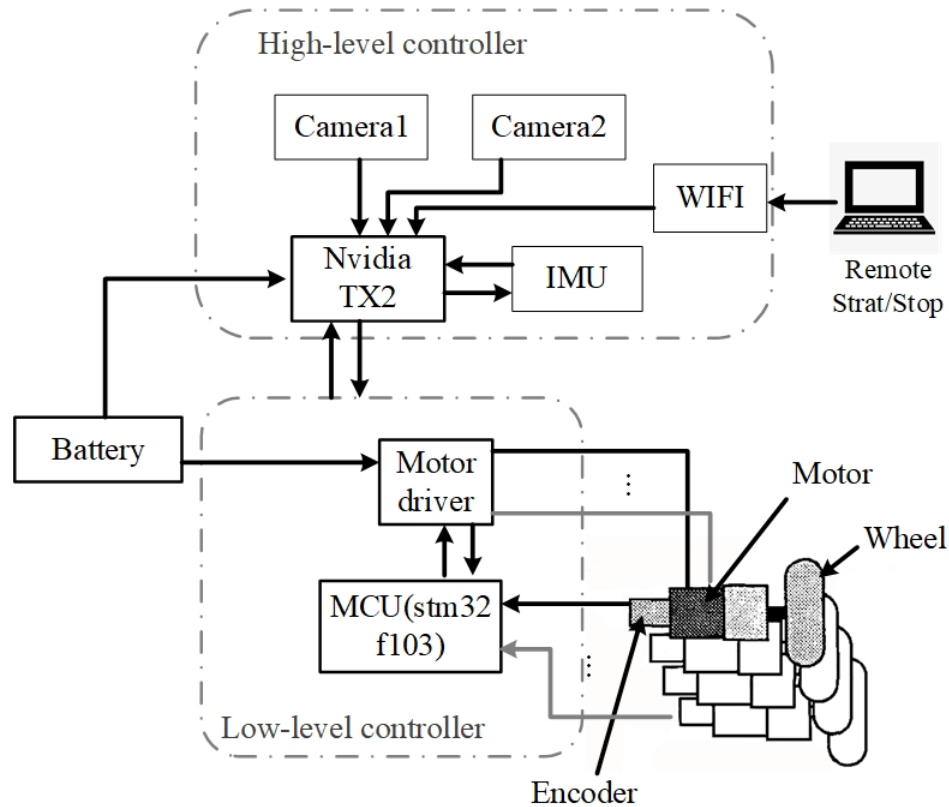 High-level controller
Camera1
Camera2
WIFI
Nvidia
TX2
IMU
Remote
Strat/Stop
Battery
Motor
driver
Motor
Wheel
MCU(stm32
f103)
Low-level controller
Encoder